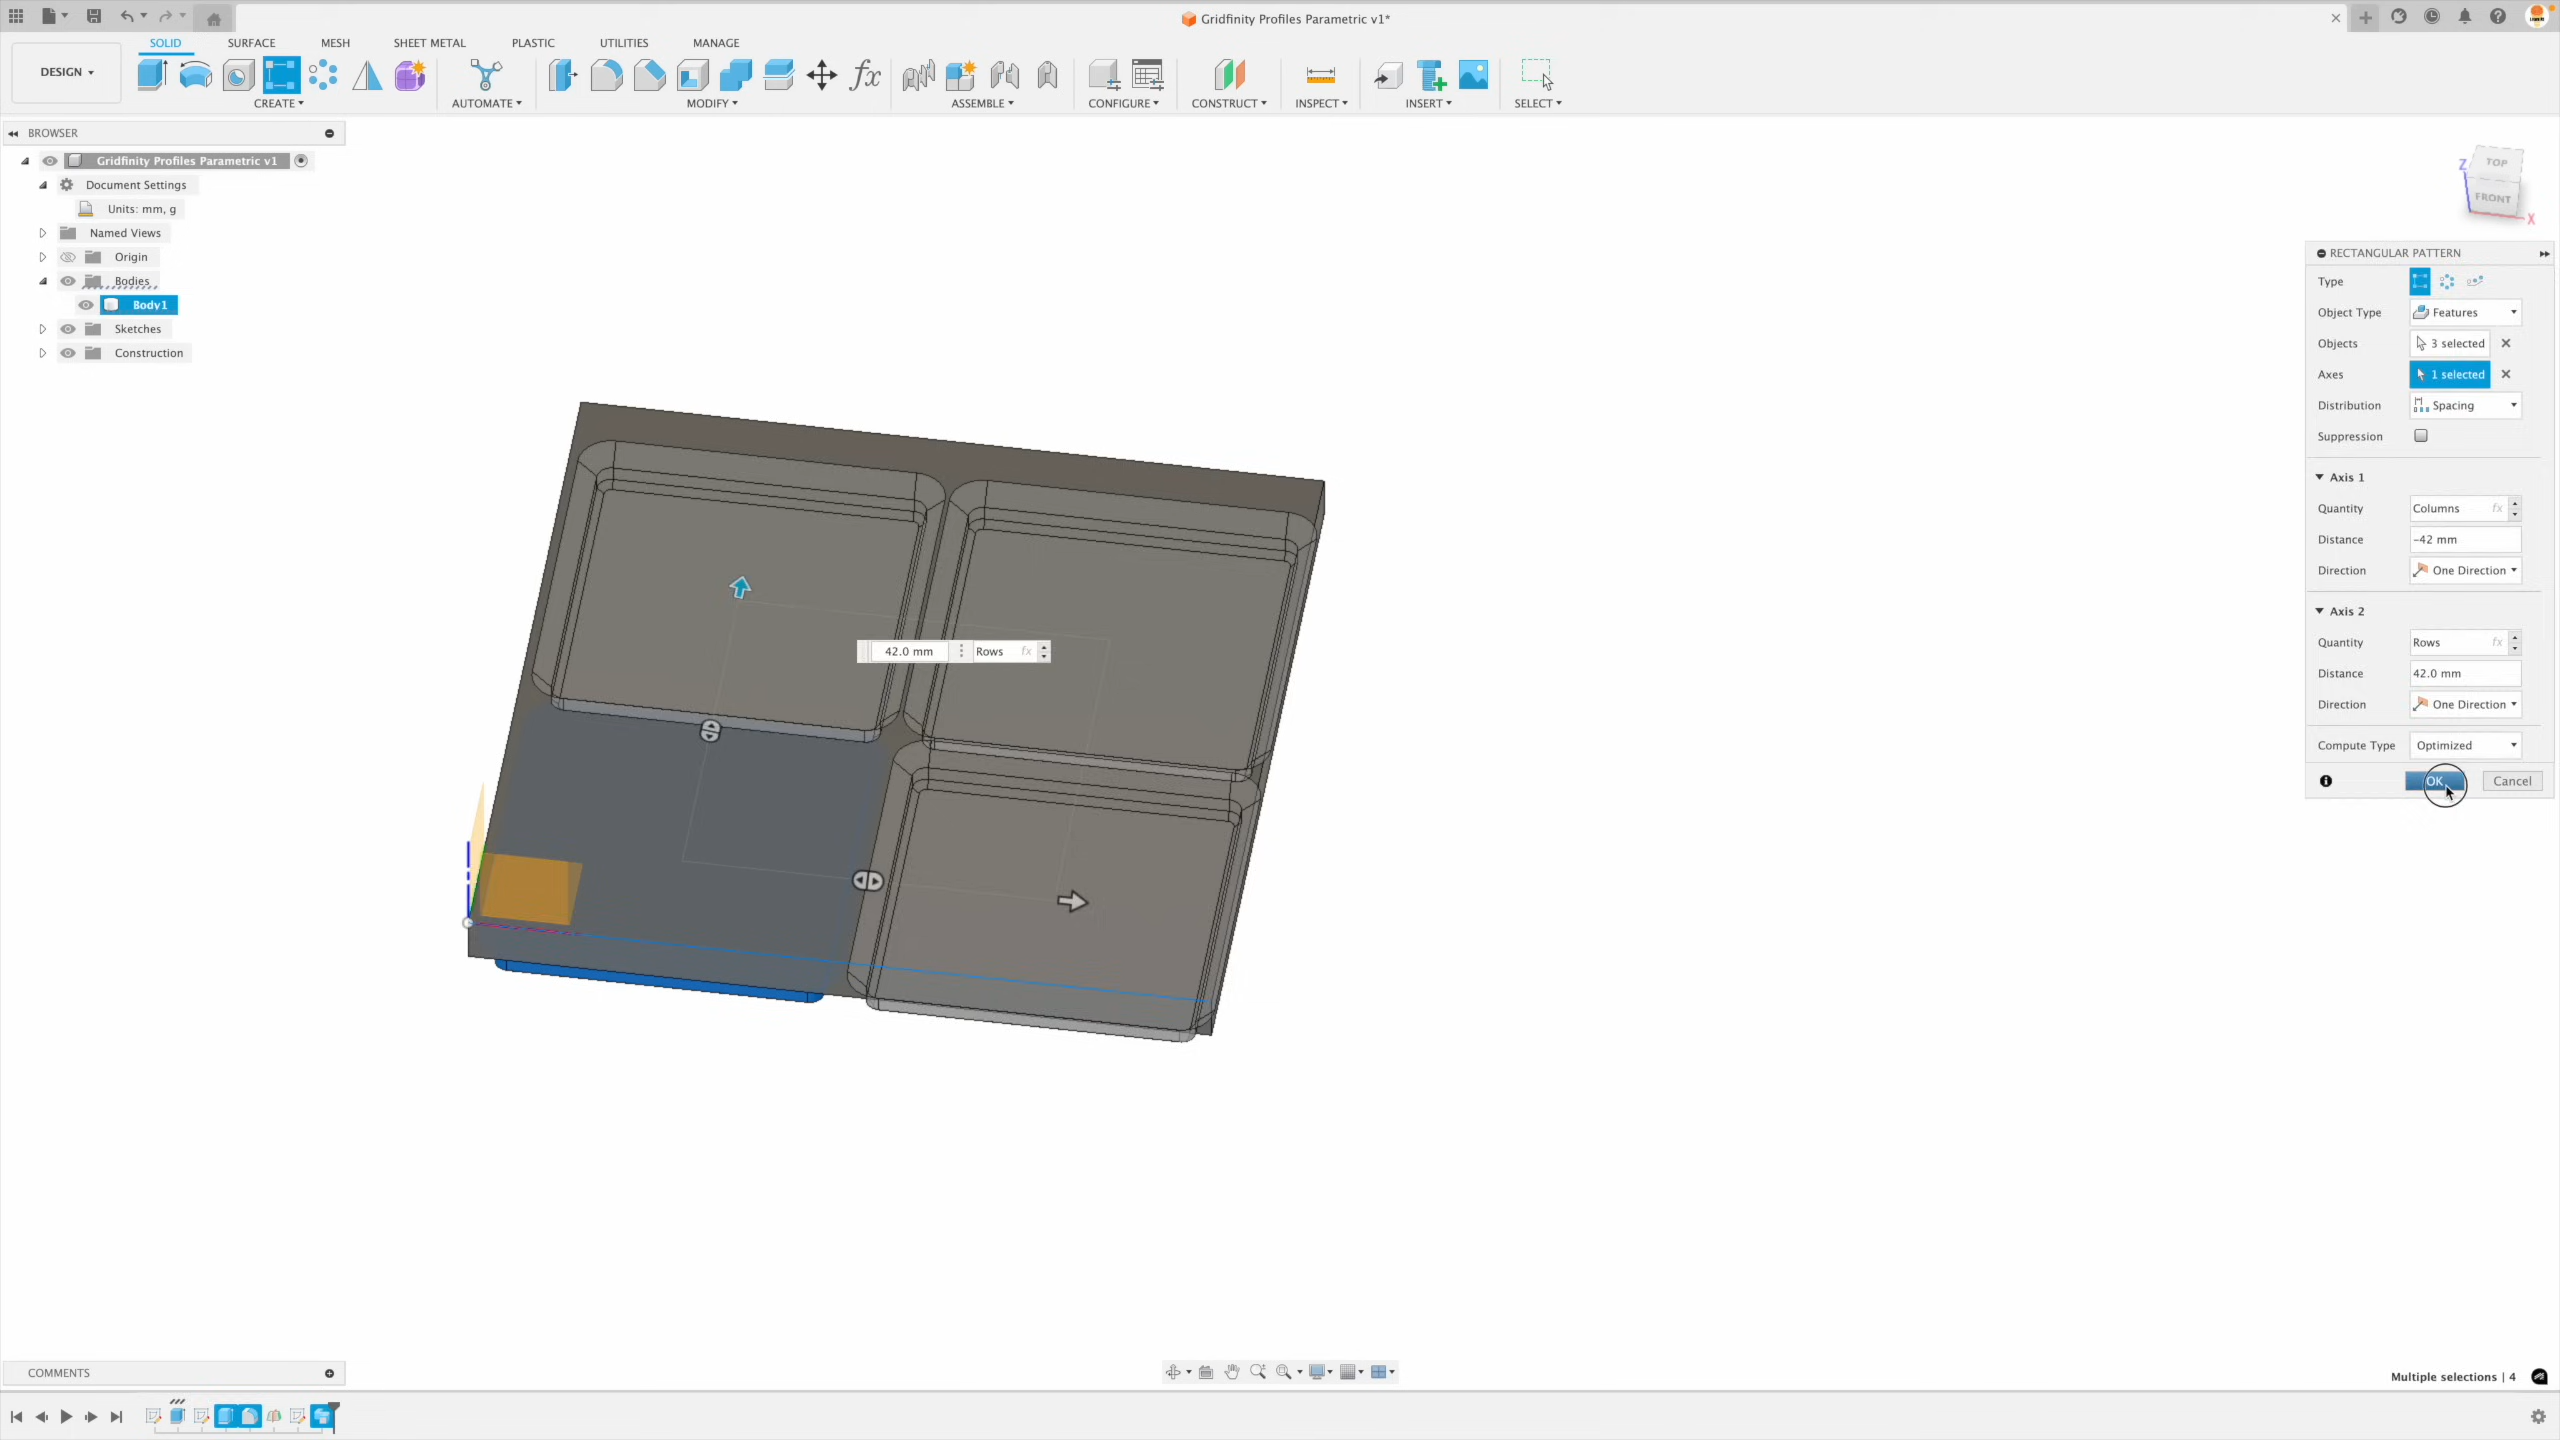 Gridfinity Profiles Parametric v1*
DESIGN
SOLID
SURFACE
MESH
SHEET METAL
PLASTIC
UTILITIES
MANAGE
CREATE
AUTOMATE
MODIFY
ASSEMBLE
CONFIGURE
CONSTRUCT
INSPECT
INSERT
SELECT
BROWSER
Gridfinity Profiles Parametric v1
Document Settings
Units: mm, g
Named Views
Origin
Bodies
Body1
Sketches
Construction
Z
TOP
FRONT
X
RECTANGULAR PATTERN
Type
Object Type Features
Objects 3 selected
Axes 1 selected
Distribution Spacing
Suppression
Axis 1
Quantity Columns fx
Distance -42 mm
Direction One Direction
Axis 2
Quantity Rows fx
Distance 42.0 mm
Direction One Direction
Compute Type Optimized
OK Cancel
42.0 mm Rows fx
COMMENTS
Multiple selections | 4